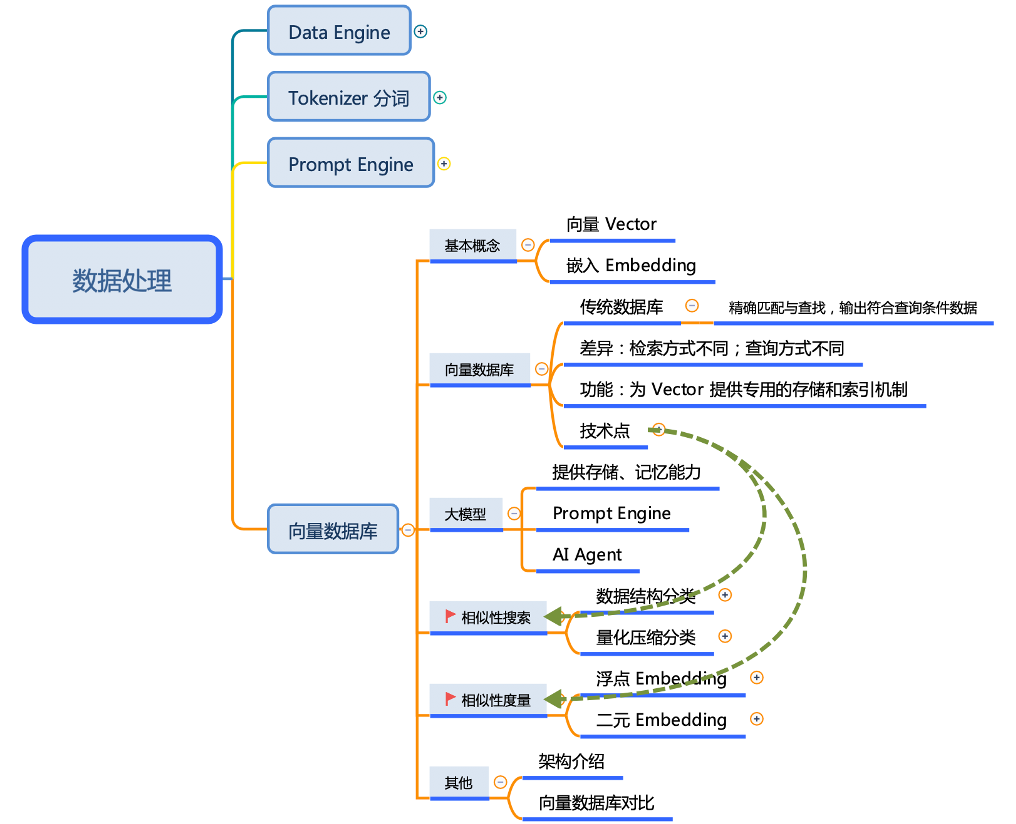 Data Engine
Tokenizer 分词
Prompt Engine
数据处理
向量数据库
基本概念
向量 Vector
嵌入 Embedding
向量数据库
传统数据库
精确匹配与查找，输出符合查询条件数据
差异：检索方式不同；查询方式不同
功能：为 Vector 提供专用的存储和索引机制
技术点
大模型
提供存储、记忆能力
Prompt Engine
AI Agent
相似性搜索
数据结构分类
量化压缩分类
相似性度量
浮点 Embedding
二元 Embedding
其他
架构介绍
向量数据库对比